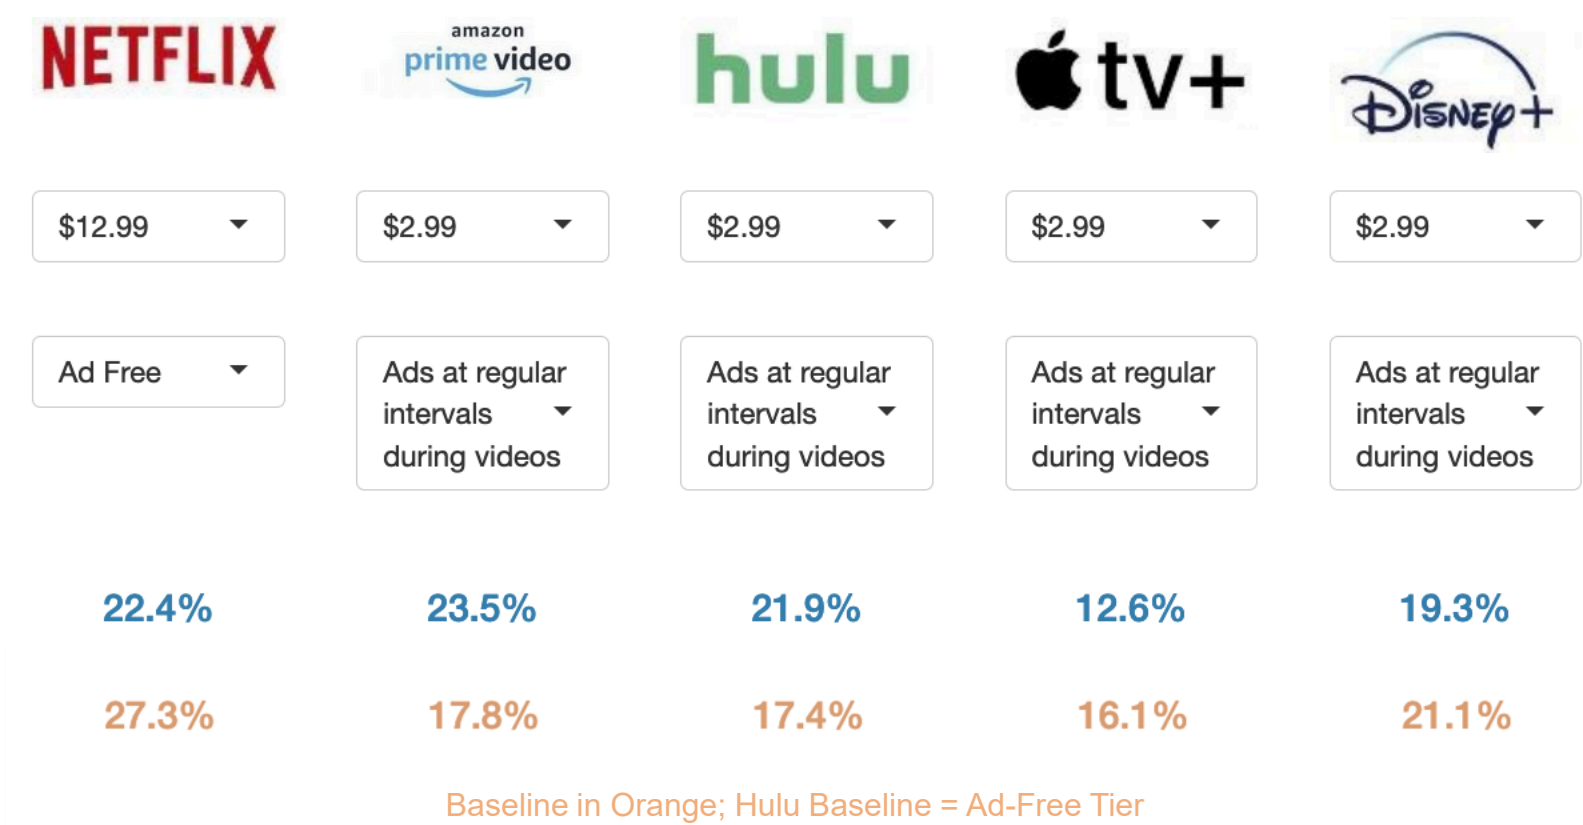 NETFLIX
amazon
prime video
hulu
tv+
Disney+
$12.99
$2.99
$2.99
$2.99
$2.99
Ad Free
Ads at regular
intervals
during videos
Ads at regular
intervals
during videos
Ads at regular
intervals
during videos
Ads at regular
intervals
during videos
22.4%
23.5%
21.9%
12.6%
19.3%
27.3%
17.8%
17.4%
16.1%
21.1%
Baseline in Orange; Hulu Baseline = Ad-Free Tier